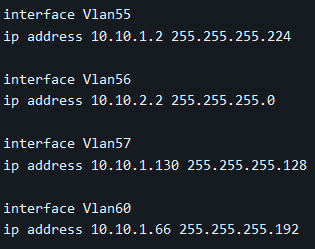 interface Vlan55
ip address 10.10.1.2 255.255.255.224
interface Vlan56
ip address 10.10.2.2 255.255.255.0
interface Vlan57
ip address 10.10.1.130 255.255.255.128
interface Vlan60
ip address 10.10.1.66 255.255.255.192